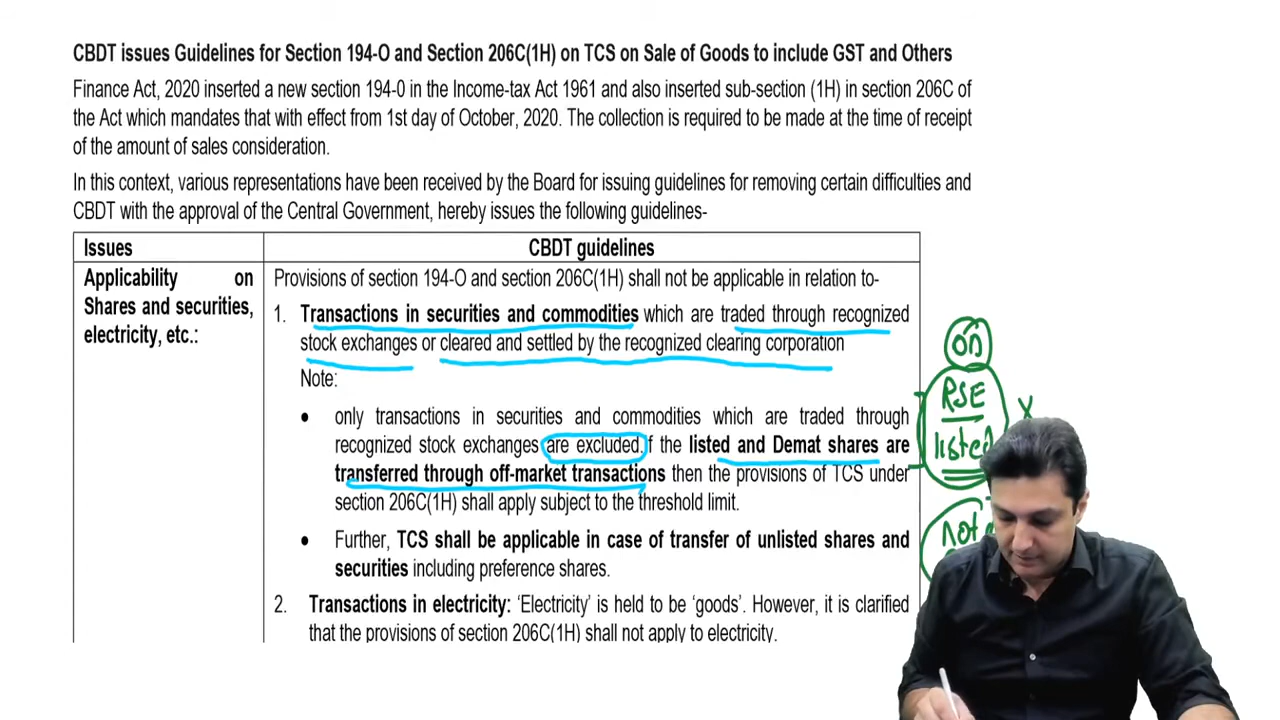 CBDT issues Guidelines for Section 194-O and Section 206C(1H) on TCS on Sale of Goods to include GST and Others
Finance Act, 2020 inserted a new section 194-0 in the Income-tax Act 1961 and also inserted sub-section (1H) in section 206C of
the Act which mandates that with effect from 1st day of October, 2020. The collection is required to be made at the time of receipt
of the amount of sales consideration.
In this context, various representations have been received by the Board for issuing guidelines for removing certain difficulties and
CBDT with the approval of the Central Government, hereby issues the following guidelines-
Issues
CBDT guidelines
Applicability on
Shares and securities,
electricity, etc.:
Provisions of section 194-O and section 206C(1H) shall not be applicable in relation to-
1. Transactions in securities and commodities which are traded through recognized
stock exchanges or cleared and settled by the recognized clearing corporation
Note:
• only transactions in securities and commodities which are traded through
recognized stock exchanges are excluded. If the listed and Demat shares are
transferred through off-market transactions then the provisions of TCS under
section 206C(1H) shall apply subject to the threshold limit.
• Further, TCS shall be applicable in case of transfer of unlisted shares and
securities including preference shares.
2. Transactions in electricity: ‘Electricity’ is held to be ‘goods’. However, it is clarified
that the provisions of section 206C(1H) shall not apply to electricity.
on
RSE
X
listed
not